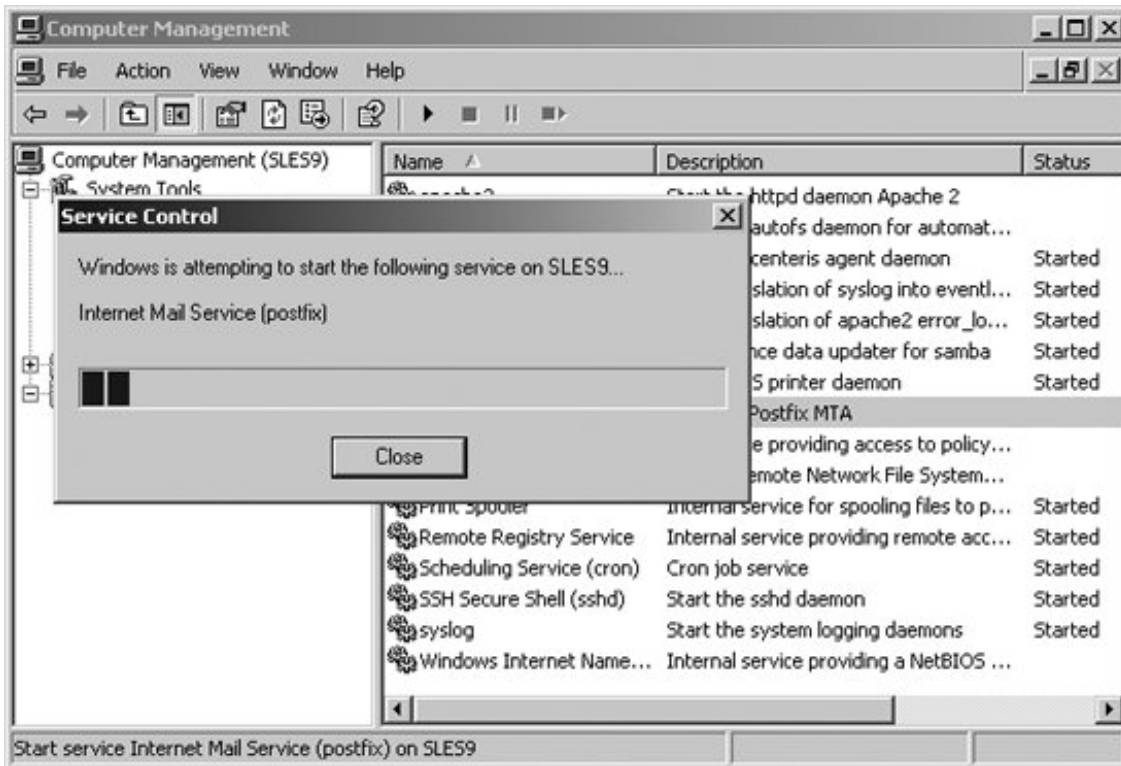 Computer Management
File Action View Window Help
Computer Management (SLES9)
System Tools
Name Description Status
apache2 Start the httpd daemon Apache 2
autofs daemon for automat...
centeris agent daemon Started
slation of syslog into eventl... Started
slation of apache2 error_lo... Started
nce data updater for samba Started
S printer daemon Started
Postfix MTA
e providing access to policy...
emote Network File System...
Print Spooler Internal service for spooling files to p... Started
Remote Registry Service Internal service providing remote acc... Started
Scheduling Service (cron) Cron job service Started
SSH Secure Shell (sshd) Start the sshd daemon Started
syslog Start the system logging daemons Started
Windows Internet Name... Internal service providing a NetBIOS ...
Service Control
Windows is attempting to start the following service on SLES9...
Internet Mail Service (postfix)
Close
Start service Internet Mail Service (postfix) on SLES9